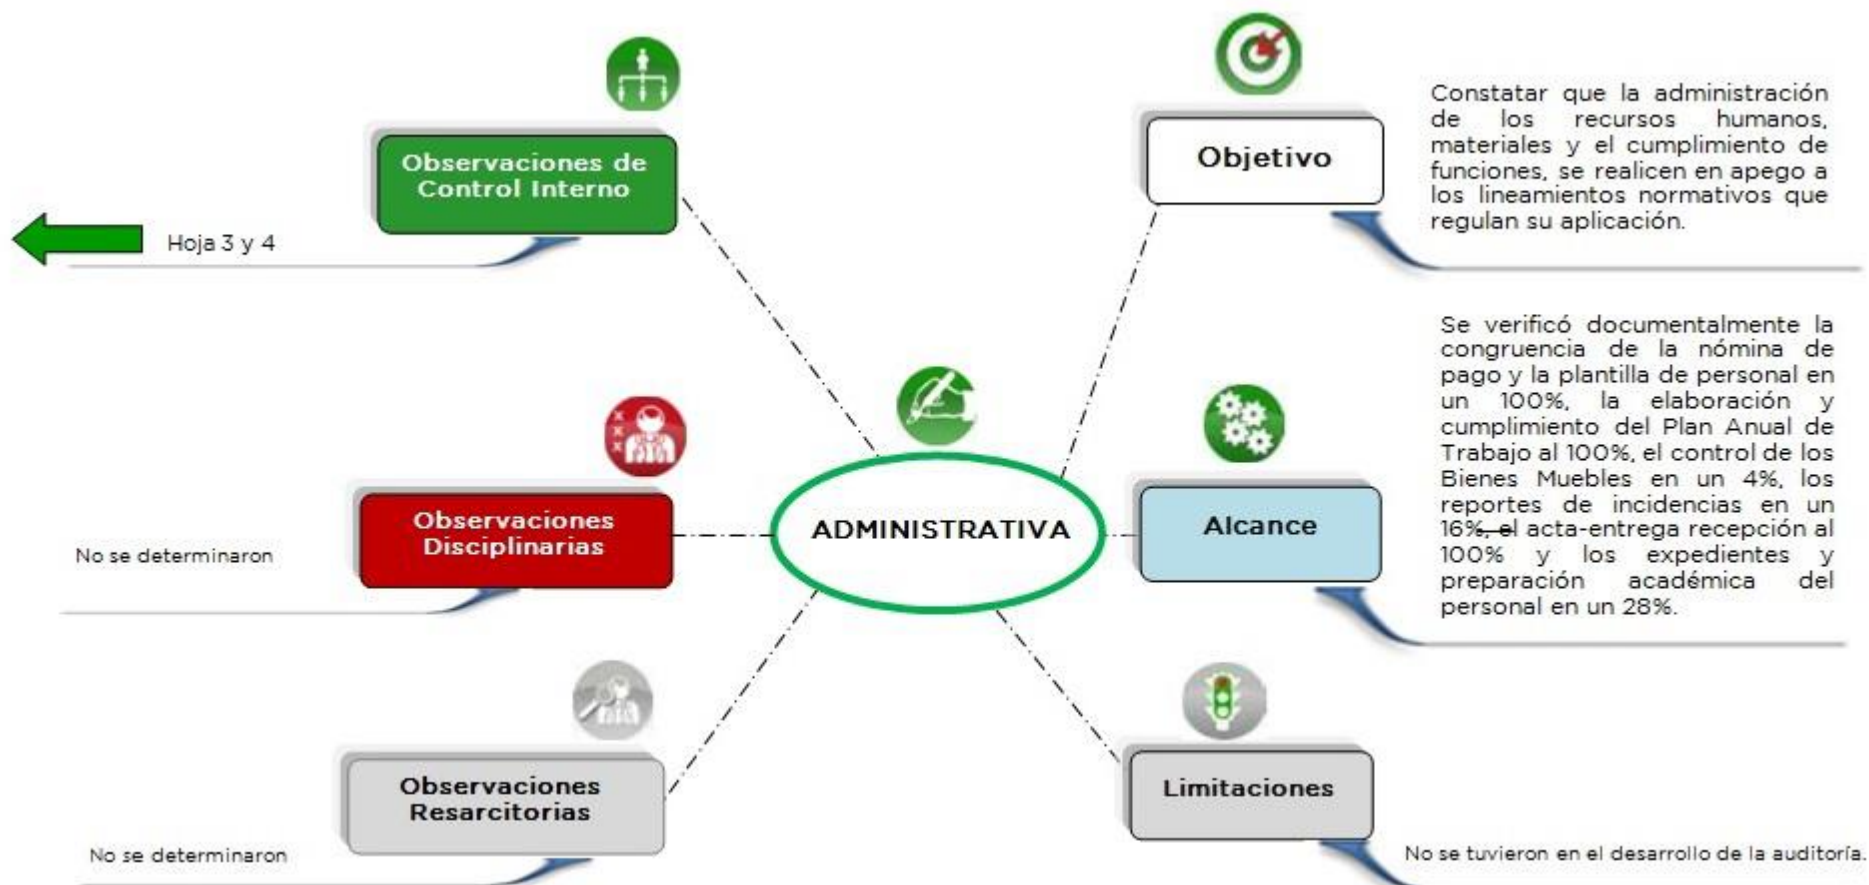 Observaciones de
Control Interno
Hoja 3 y 4
Objetivo
Constatar que la administración
de los recursos humanos,
materiales y el cumplimiento de
funciones, se realicen en apego a
los lineamientos normativos que
regulan su aplicación.
Observaciones
Disciplinarias
No se determinaron
ADMINISTRATIVA
Alcance
Se verificó documentalmente la
congruencia de la nómina de
pago y la plantilla de personal en
un 100%, la elaboración y
cumplimiento del Plan Anual de
Trabajo al 100%, el control de los
Bienes Muebles en un 4%, los
reportes de incidencias en un
16%, el acta-entrega recepción al
100% y los expedientes y
preparación académica del
personal en un 28%.
Observaciones
Resarcitorias
No se determinaron
Limitaciones
No se tuvieron en el desarrollo de la auditoría.